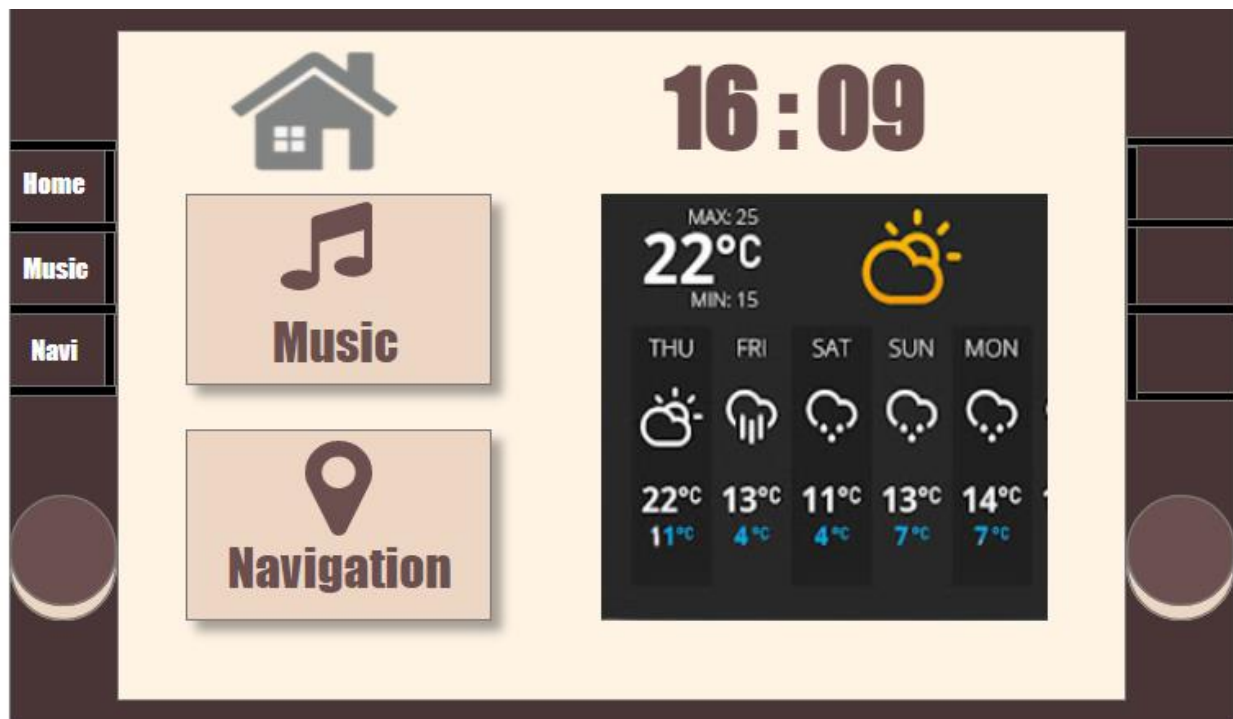 16 : 09
Home
Music
Navi
Music
Navigation
MAX: 25
22°C
MIN: 15
THU FRI SAT SUN MON
22°C 13°C 11°C 13°C 14°C
11°C 4°C 4°C 7°C 7°C